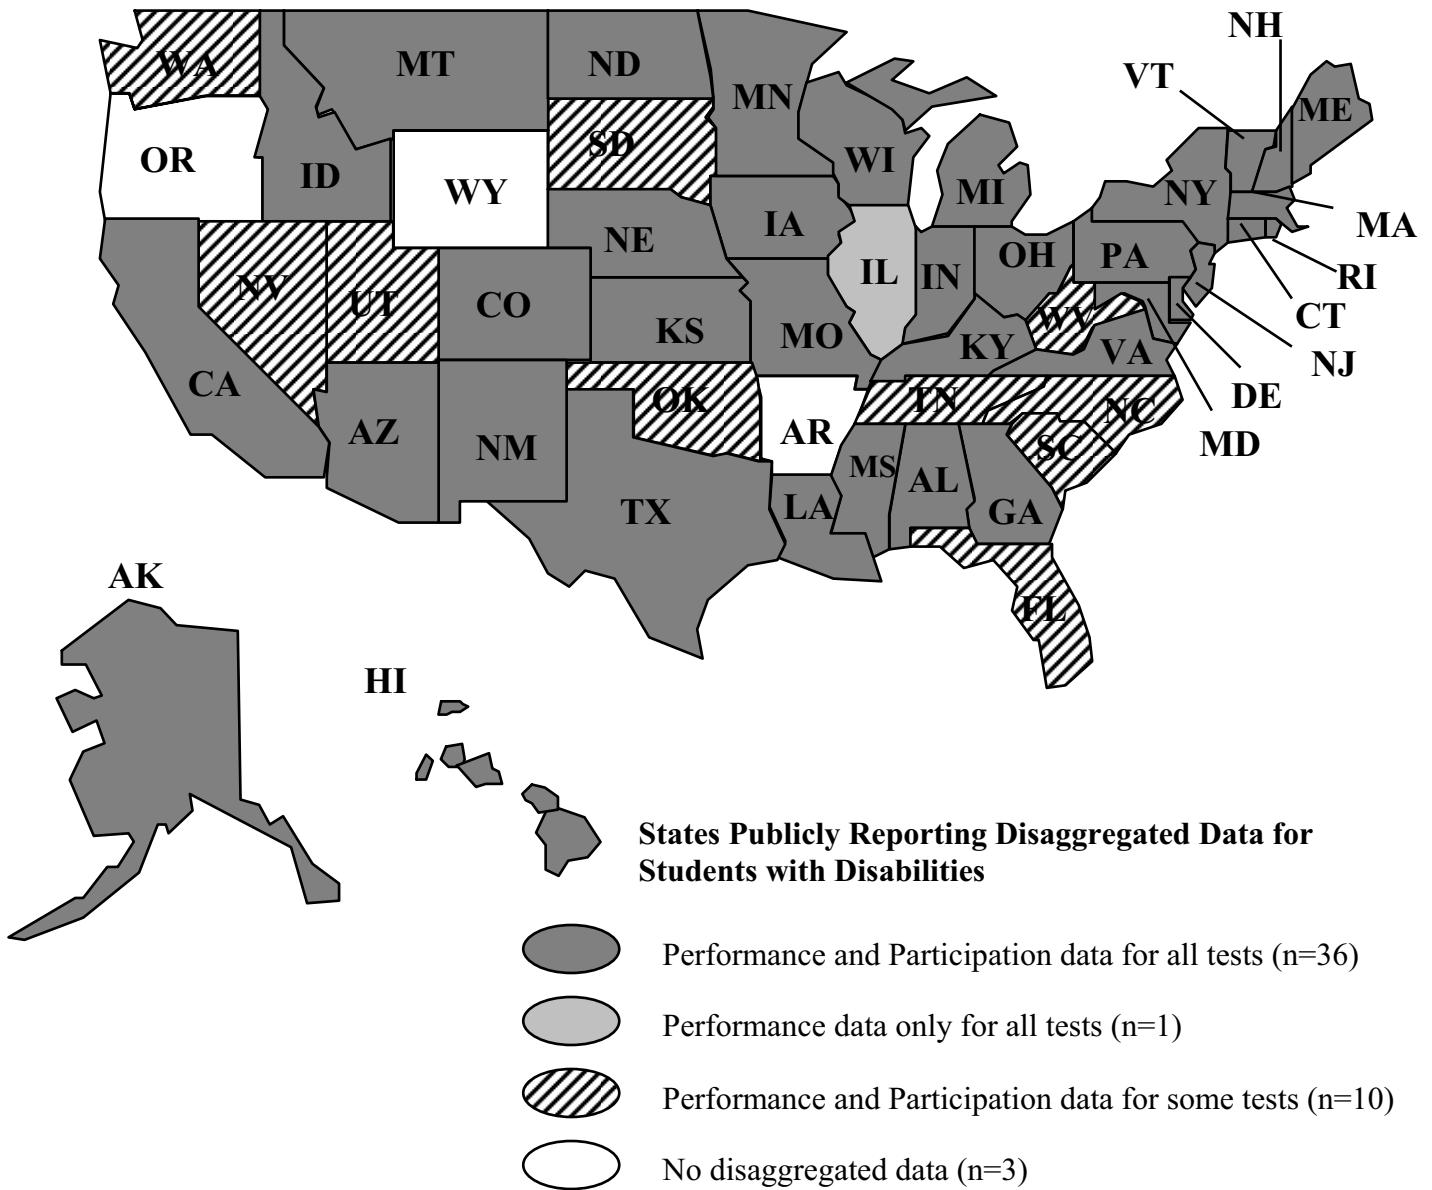 NH
VT
WA
MT
ND
MN
ME
OR
ID
WY
SD
WI
MI
NY
MA
NE
IA
IL
IN
OH
PA
RI
NV
UT
CO
KS
MO
KY
WV
VA
CT
NJ
DE
MD
CA
AZ
NM
OK
AR
TN
NC
SC
MS
AL
GA
TX
LA
FL
AK
HI
States Publicly Reporting Disaggregated Data for
Students with Disabilities
Performance and Participation data for all tests (n=36)
Performance data only for all tests (n=1)
Performance and Participation data for some tests (n=10)
No disaggregated data (n=3)